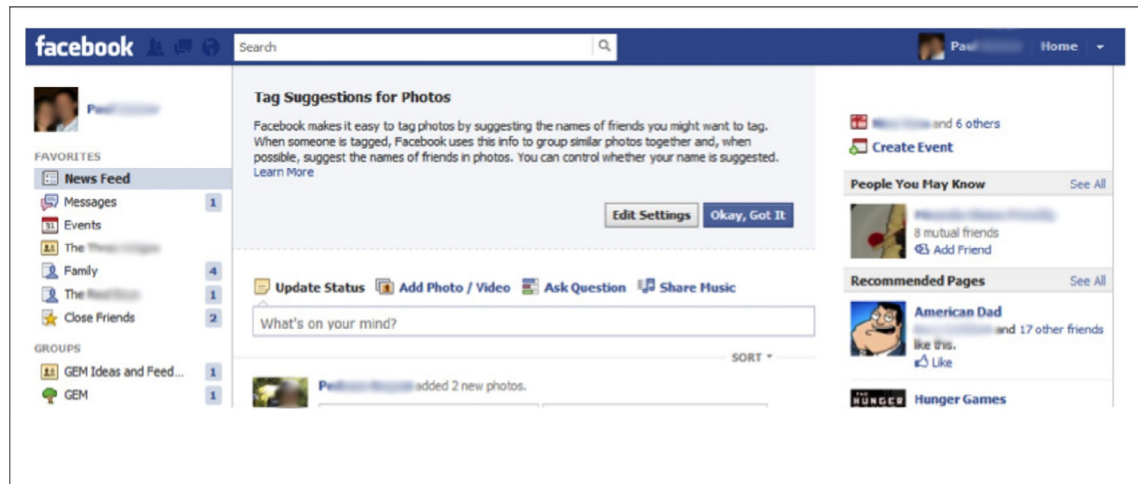 facebook
Search
Pau
Home
Tag Suggestions for Photos
Facebook makes it easy to tag photos by suggesting the names of friends you might want to tag.
When someone is tagged, Facebook uses this info to group similar photos together and, when
possible, suggest the names of friends in photos. You can control whether your name is suggested.
Learn More
Edit Settings
Okay, Got It
Paul
FAVORITES
News Feed
Messages 1
31 Events
The
Family 4
The 1
Close Friends 2
GROUPS
GEM Ideas and Feed... 1
GEM 1
Update Status
Add Photo / Video
Ask Question
Share Music
What's on your mind?
SORT
added 2 new photos.
and 6 others
Create Event
People You May Know See All
8 mutual friends
Add Friend
Recommended Pages See All
American Dad
and 17 other friends
like this.
Like
THE
HUNGER
Hunger Games